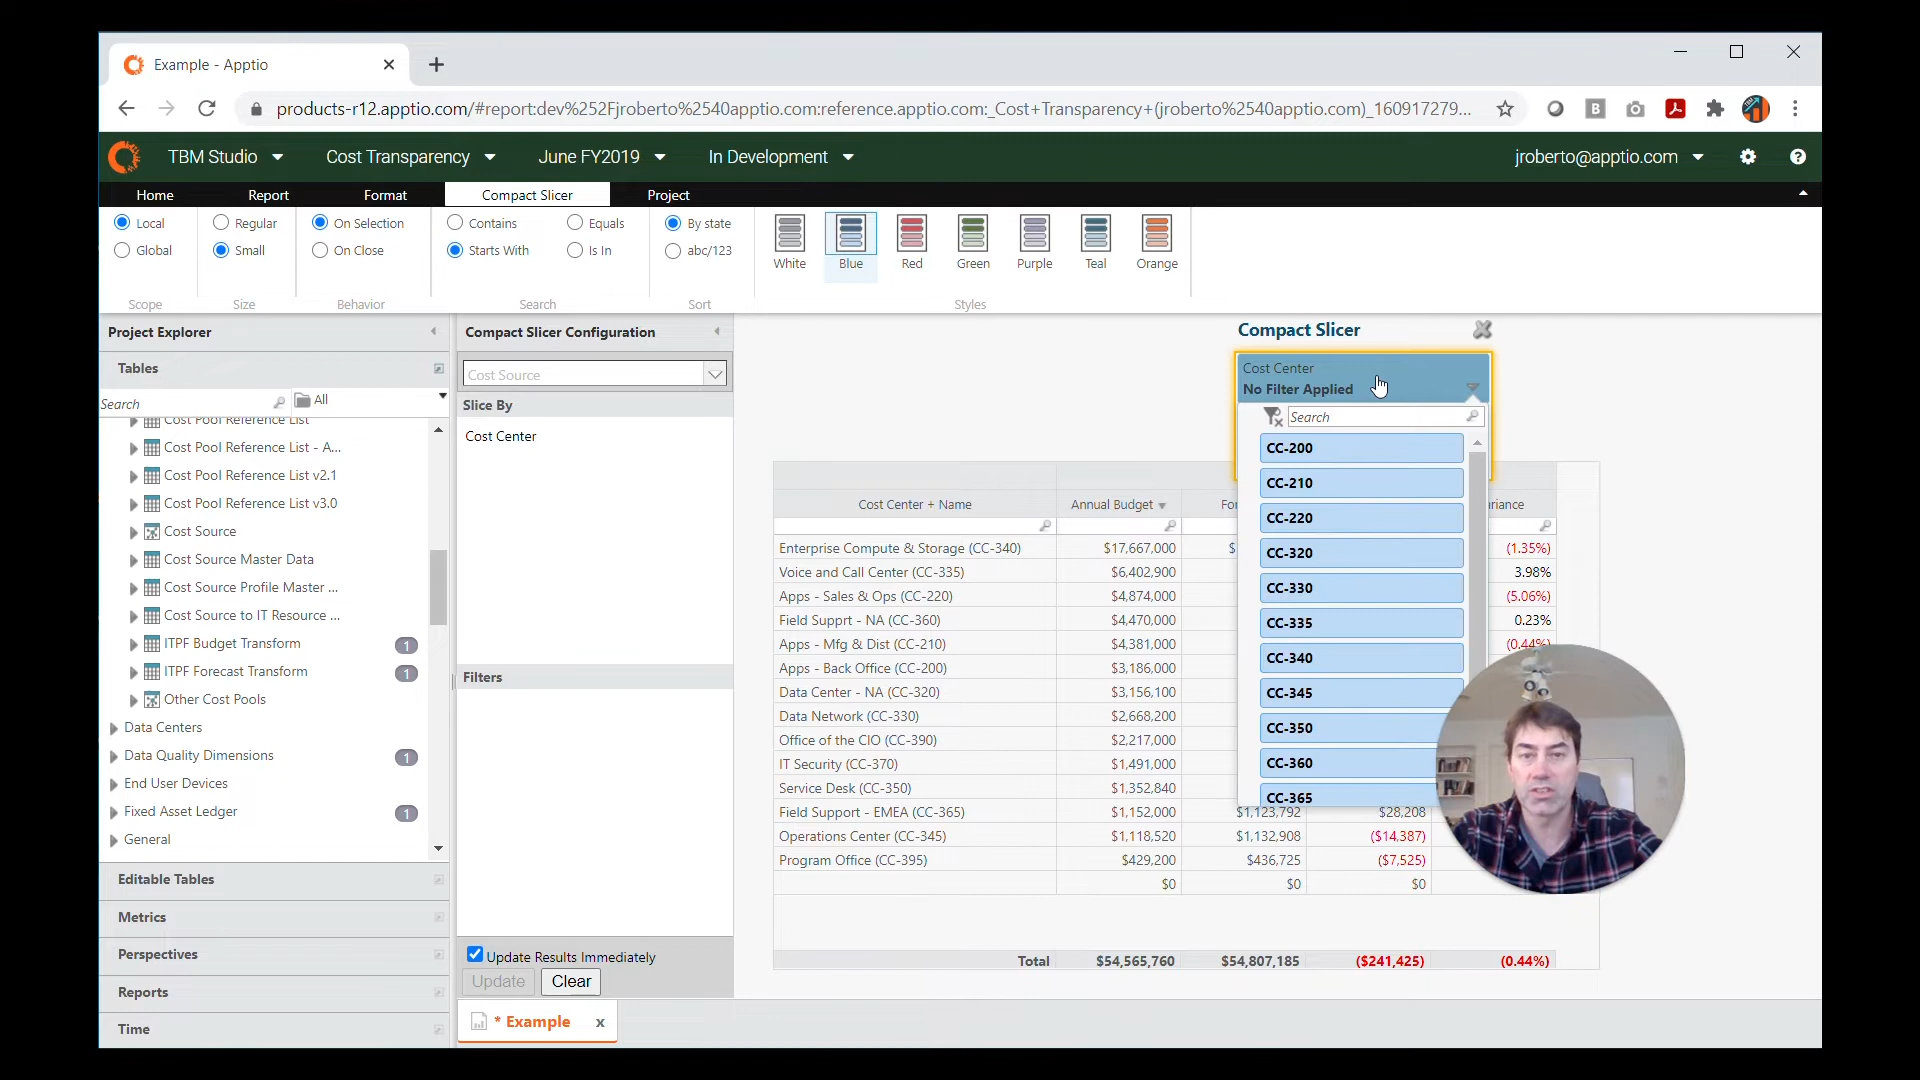 Example - Apptio
products-r12.apptio.com/#report:dev%252Fjroberto%2540apptio.com:reference.apptio.com:_Cost+Transparency+(jroberto%2540apptio.com)_160917279...
TBM Studio
Cost Transparency
June FY2019
In Development
jroberto@apptio.com
Home
Report
Format
Compact Slicer
Project
Local
Global
Scope
Regular
Small
Size
On Selection
On Close
Behavior
Contains
Equals
Starts With
Is In
Search
By state
abc/123
Sort
White
Blue
Red
Green
Purple
Teal
Orange
Styles
Project Explorer
Tables
Search
All
Cost Pool Reference List
Cost Pool Reference List - A...
Cost Pool Reference List v2.1
Cost Pool Reference List v3.0
Cost Source
Cost Source Master Data
Cost Source Profile Master ...
Cost Source to IT Resource ...
ITPF Budget Transform 1
ITPF Forecast Transform 1
Other Cost Pools
Data Centers
Data Quality Dimensions 1
End User Devices
Fixed Asset Ledger 1
General
Editable Tables
Metrics
Perspectives
Reports
Time
Compact Slicer Configuration
Cost Source
Slice By
Cost Center
Filters
Update Results Immediately
Update
Clear
* Example x
Compact Slicer
Cost Center
No Filter Applied
Search
CC-200
CC-210
CC-220
CC-320
CC-330
CC-335
CC-340
CC-345
CC-350
CC-360
CC-365
Cost Center + Name Annual Budget
Enterprise Compute & Storage (CC-340) $17,667,000 $ (1.35%)
Voice and Call Center (CC-335) $6,402,900 3.98%
Apps - Sales & Ops (CC-220) $4,874,000 (5.06%)
Field Supprt - NA (CC-360) $4,470,000 0.23%
Apps - Mfg & Dist (CC-210) $4,381,000 (0.44%)
Apps - Back Office (CC-200) $3,186,000
Data Center - NA (CC-320) $3,156,100
Data Network (CC-330) $2,668,200
Office of the CIO (CC-390) $2,217,000
IT Security (CC-370) $1,491,000
Service Desk (CC-350) $1,352,840
Field Support - EMEA (CC-365) $1,152,000 $1,123,792 $28,208
Operations Center (CC-345) $1,118,520 $1,132,908 ($14,387)
Program Office (CC-395) $429,200 $436,725 ($7,525)
$0 $0 $0
Total $54,565,760 $54,807,185 ($241,425) (0.44%)